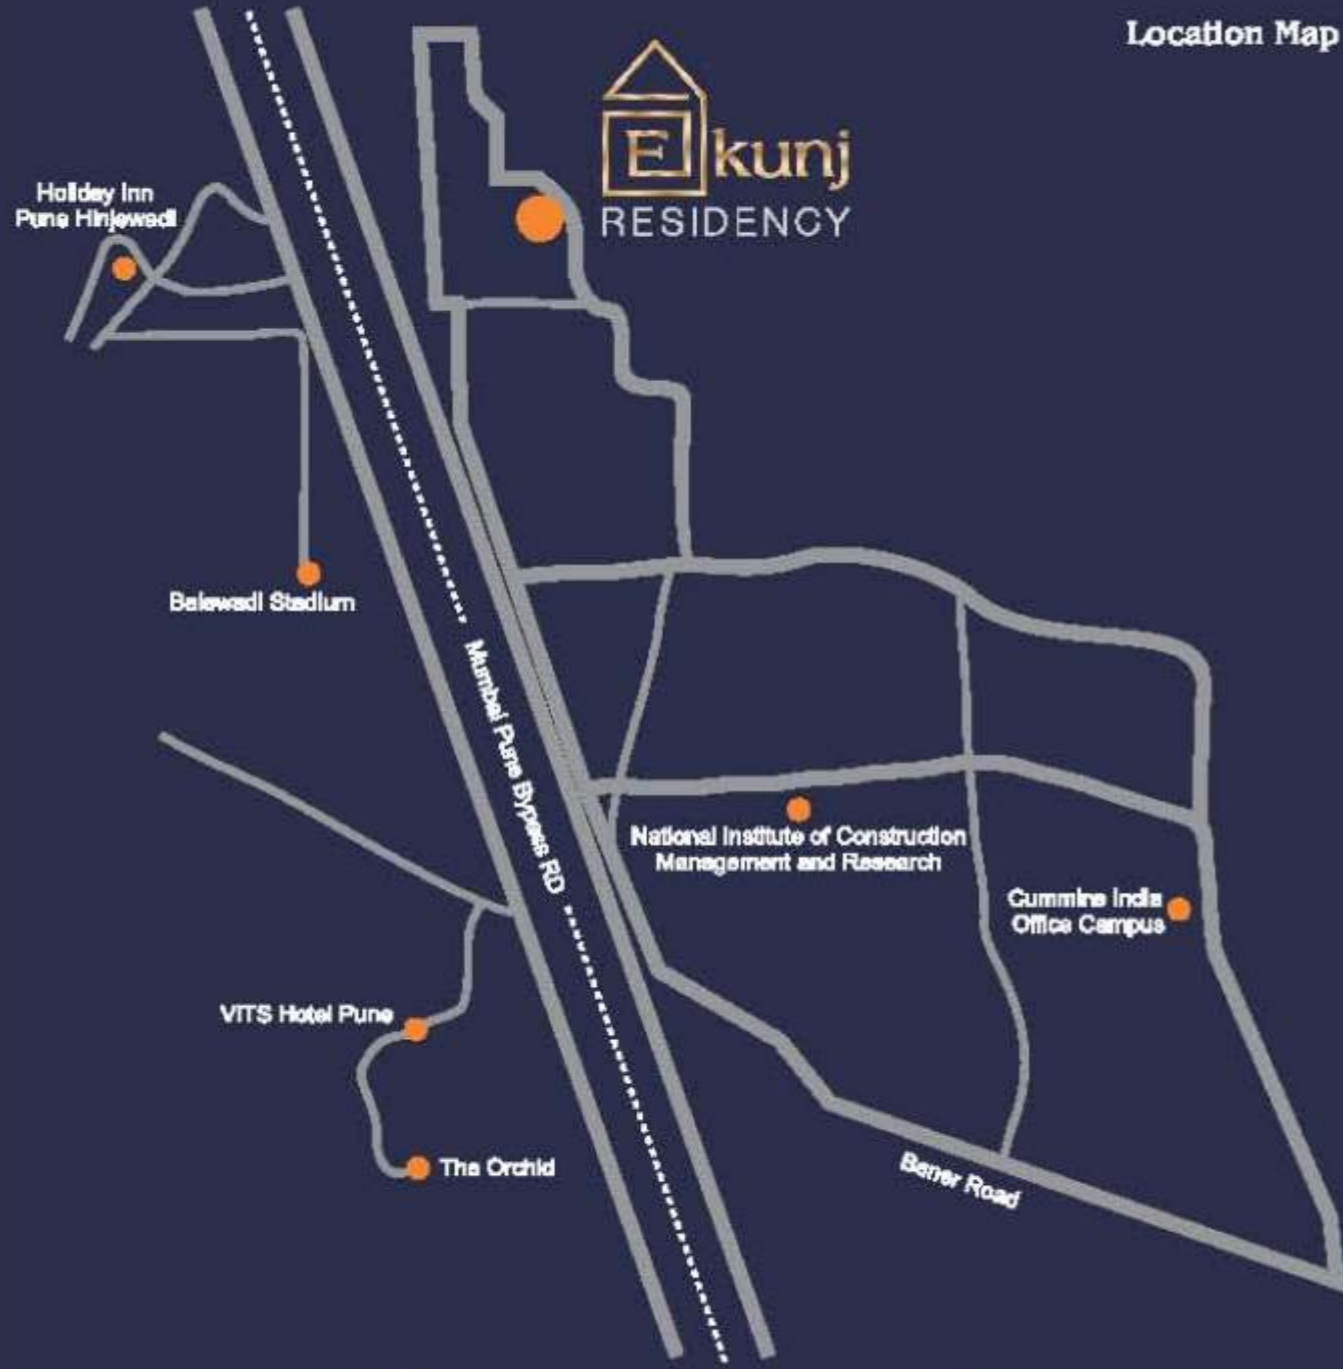 Location Map
E kunj
RESIDENCY
Holiday Inn
Pune Hinjewadi
Balewadi Stadium
Mumbai Pune Bypass RD
National Institute of Construction
Management and Research
Cummins India
Office Campus
VITS Hotel Pune
The Orchid
Baner Road